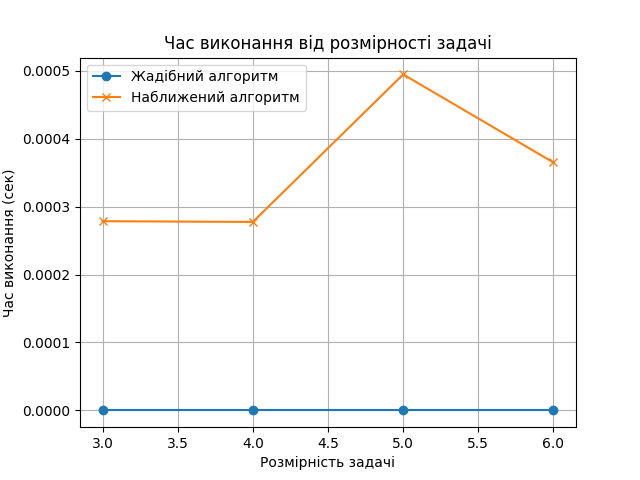 Час виконання від розмірності задачі
Жадібний алгоритм
Наближений алгоритм
Час виконання (сек)
0.0005
0.0004
0.0003
0.0002
0.0001
0.0000
3.0 3.5 4.0 4.5 5.0 5.5 6.0
Розмірність задачі